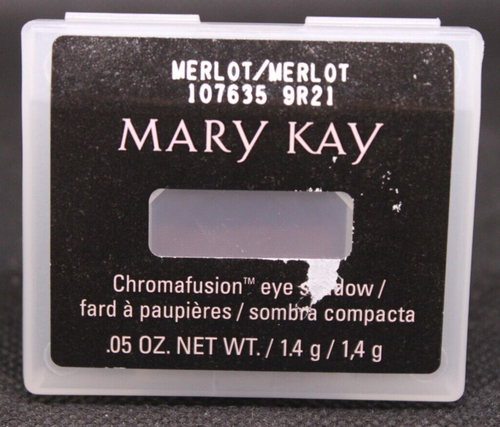 MERLOT/MERLOT
107635 9R21
MARY KAY
Chromafusion™ eye shadow /
fard à paupières / sombra compacta
.05 OZ. NET WT. / 1.4 g / 1,4 g